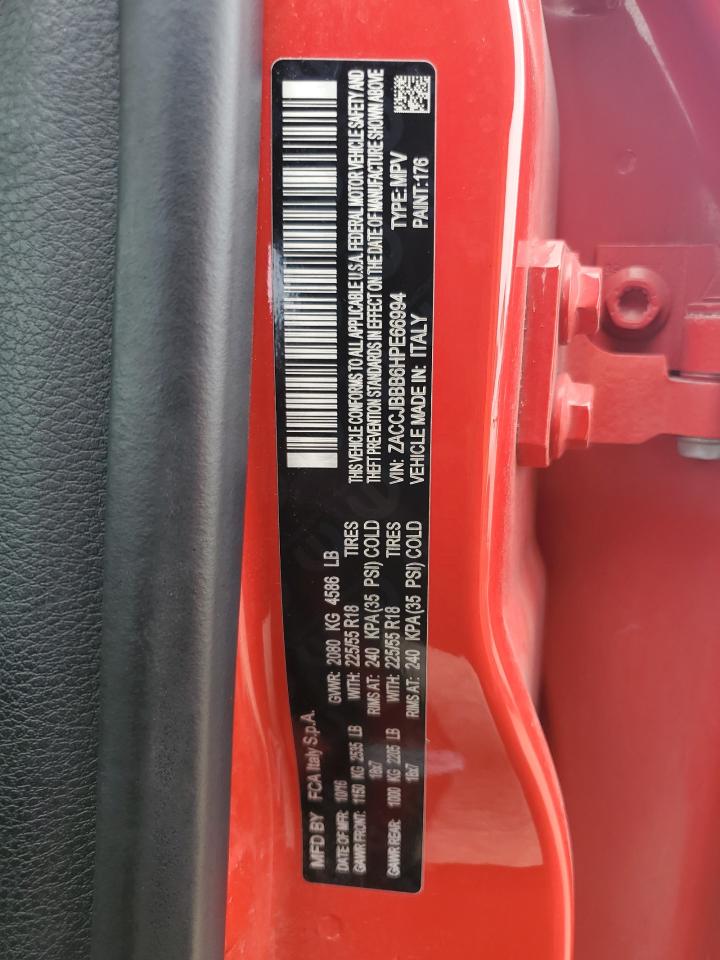 MFD BY FCA Italy S.p.A.
DATE OF MFR: 10/16 GVWR: 2080 KG 4586 LB
GAWR FRONT: 1150 KG 2535 LB WITH: 225/55 R18 TIRES
18x7 RIMS AT: 240 KPA(35 PSI) COLD
GAWR REAR: 1000 KG 2205 LB WITH: 225/55 R18 TIRES
18x7 RIMS AT: 240 KPA(35 PSI) COLD
THIS VEHICLE CONFORMS TO ALL APPLICABLE U.S.A. FEDERAL MOTOR VEHICLE SAFETY AND
THEFT PREVENTION STANDARDS IN EFFECT ON THE DATE OF MANUFACTURE SHOWN ABOVE
VIN: ZACCJBBB6HPE66994 TYPE:MPV
VEHICLE MADE IN: ITALY PAINT:176